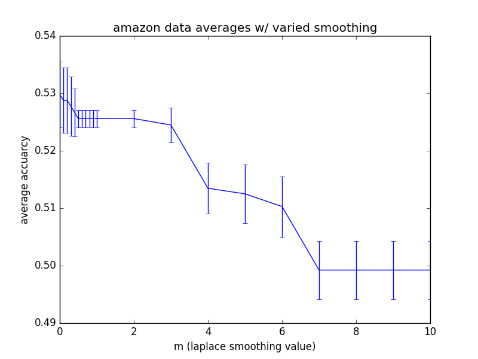 amazon data averages w/ varied smoothing
0.54
0.53
0.52
0.51
0.50
0.49
average accuarcy
0 2 4 6 8 10
m (laplace smoothing value)